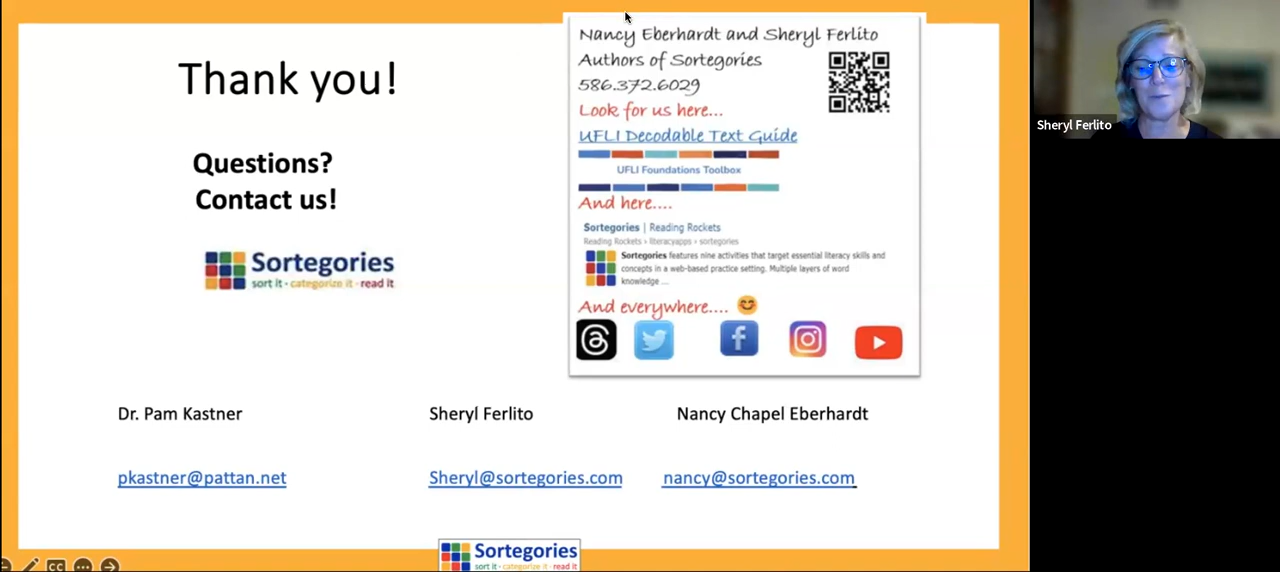 Thank you!
Questions?
Contact us!
Sortegories
sort it · categorize it · read it
Nancy Eberhardt and Sheryl Ferlito
Authors of Sortegories
586.372.6029
Look for us here...
UFLI Decodable Text Guide
UFLI Foundations Toolbox
And here....
Sortegories | Reading Rockets
Reading Rockets › literacyapps › sortegories
Sortegories features nine activities that target essential literacy skills and
concepts in a web-based practice setting. Multiple layers of word
knowledge ...
And everywhere....
Dr. Pam Kastner
Sheryl Ferlito
Nancy Chapel Eberhardt
pkastner@pattan.net
Sheryl@sortegories.com
nancy@sortegories.com
Sortegories
sort it · categorize it · read it
CC
Sheryl Ferlito